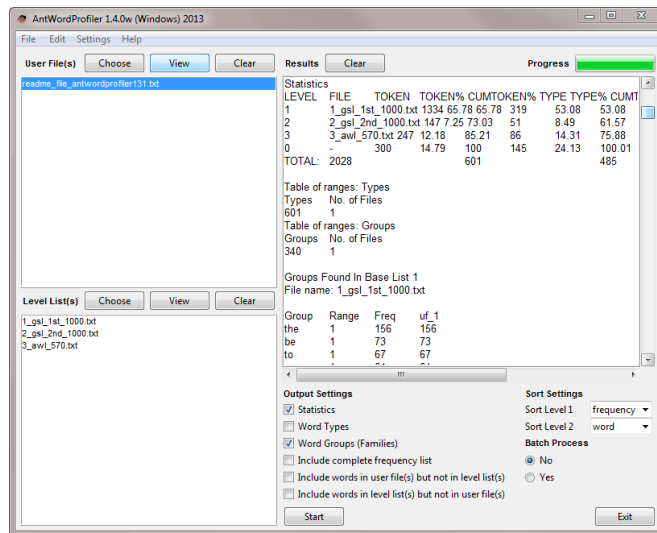 AntWordProfiler 1.4.0w (Windows) 2013
File Edit Settings Help
User File(s) Choose View Clear
readme_file_antwordprofiler131.txt
Level List(s) Choose View Clear
1_gsl_1st_1000.txt
2_gsl_2nd_1000.txt
3_awl_570.txt
Results Clear Progress
Statistics
LEVEL FILE TOKEN TOKEN% CUMTOKEN% TYPE TYPE% CUMT
1 1_gsl_1st_1000.txt 1334 65.78 65.78 319 53.08 53.08
2 2_gsl_2nd_1000.txt 147 7.25 73.03 51 8.49 61.57
3 3_awl_570.txt 247 12.18 85.21 86 14.31 75.88
0 - 300 14.79 100 145 24.13 100.01
TOTAL: 2028 601 485
Table of ranges: Types
Types No. of Files
601 1
Table of ranges: Groups
Groups No. of Files
340 1
Groups Found In Base List 1
File name: 1_gsl_1st_1000.txt
Group Range Freq uf_1
the 1 156 156
be 1 73 73
to 1 67 67
Output Settings
Statistics
Word Types
Word Groups (Families)
Include complete frequency list
Include words in user file(s) but not in level list(s)
Include words in level list(s) but not in user file(s)
Start
Sort Settings
Sort Level 1 frequency
Sort Level 2 word
Batch Process
No
Yes
Exit